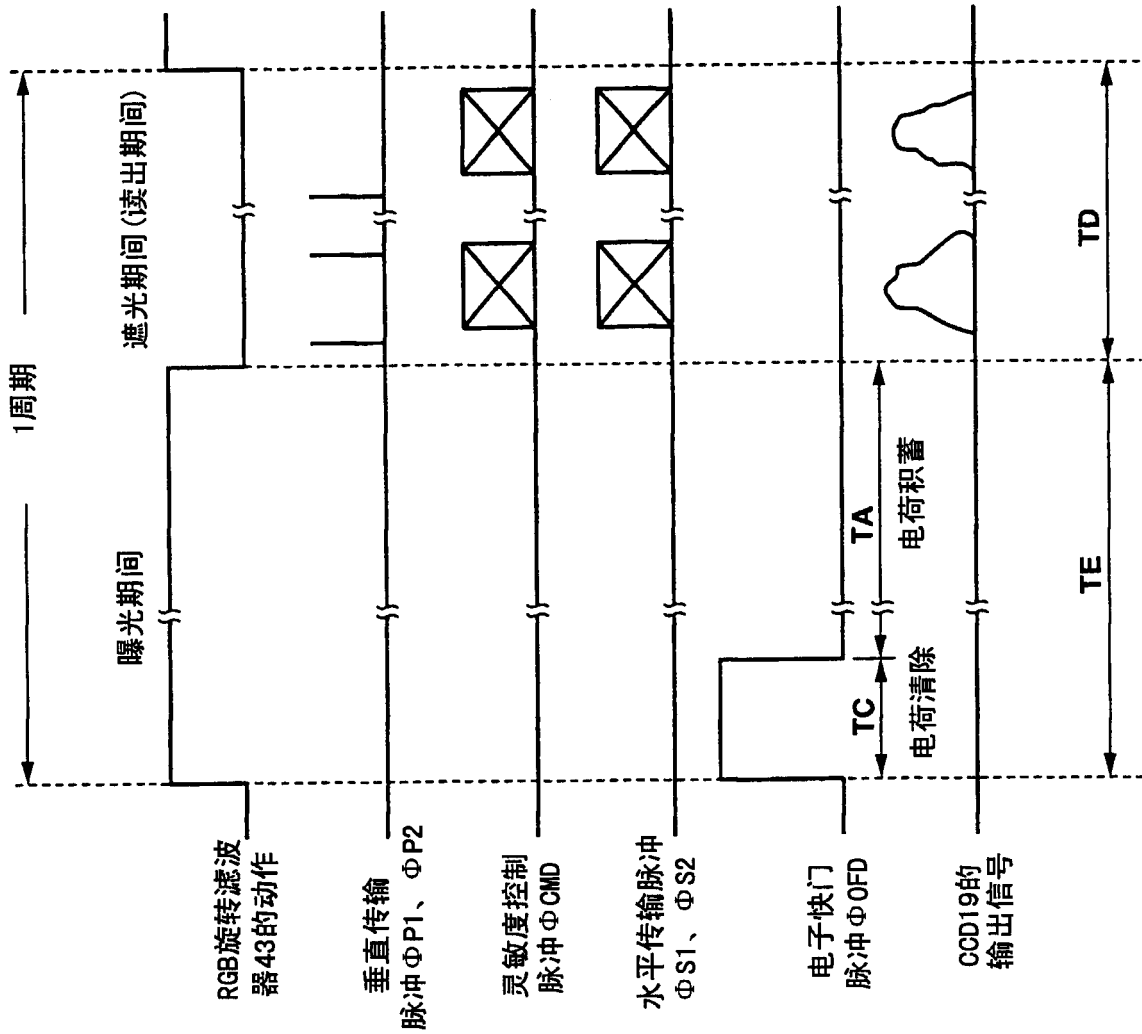 1周期
曝光期间
遮光期间(读出期间)
RGB旋转滤波
器43的动作
垂直传输
脉冲ΦP1、ΦP2
灵敏度控制
脉冲ΦCMD
水平传输脉冲
ΦS1、ΦS2
电子快门
脉冲ΦOFD
TC
电荷清除
TA
电荷积蓄
CCD19的
输出信号
TE
TD